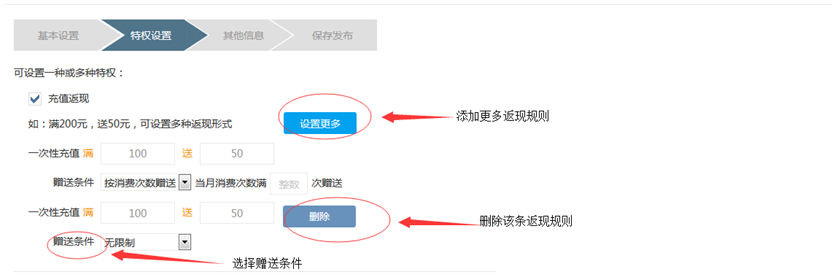 基本设置 特权设置 其他信息 保存发布
可设置一种或多种特权：
充值返现
如：满200元，送50元，可设置多种返现形式 设置更多 添加更多返现规则
一次性充值 满 100 送 50
赠送条件 按消费次数赠送 当月消费次数满 整数 次赠送
一次性充值 满 100 送 50 删除 删除该条返现规则
赠送条件 无限制
选择赠送条件